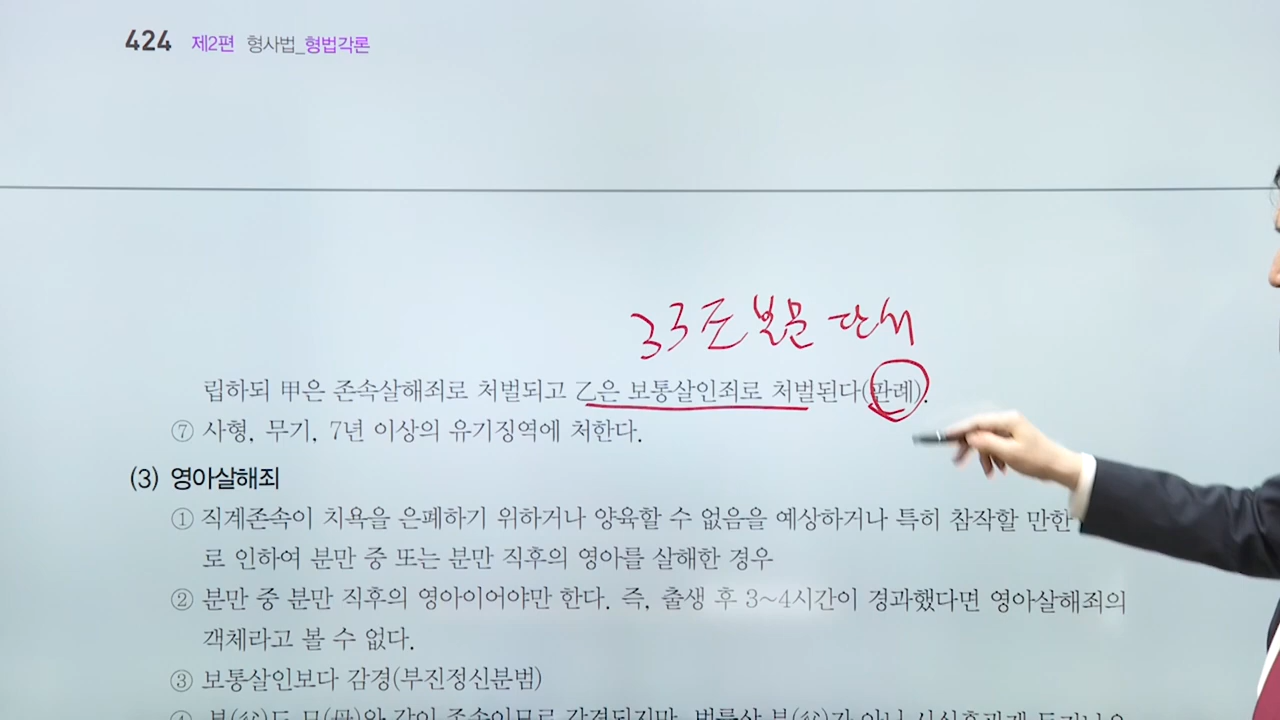 424 제2편 형사법_형법각론
33조 본문 단서
립하되 甲은 존속살해죄로 처벌되고 乙은 보통살인죄로 처벌된다(판례).
⑦ 사형, 무기, 7년 이상의 유기징역에 처한다.
(3) 영아살해죄
① 직계존속이 치욕을 은폐하기 위하거나 양육할 수 없음을 예상하거나 특히 참작할 만한
로 인하여 분만 중 또는 분만 직후의 영아를 살해한 경우
② 분만 중 분만 직후의 영아이어야만 한다. 즉, 출생 후 3~4시간이 경과했다면 영아살해죄의
객체라고 볼 수 없다.
③ 보통살인보다 감경(부진정신분범)